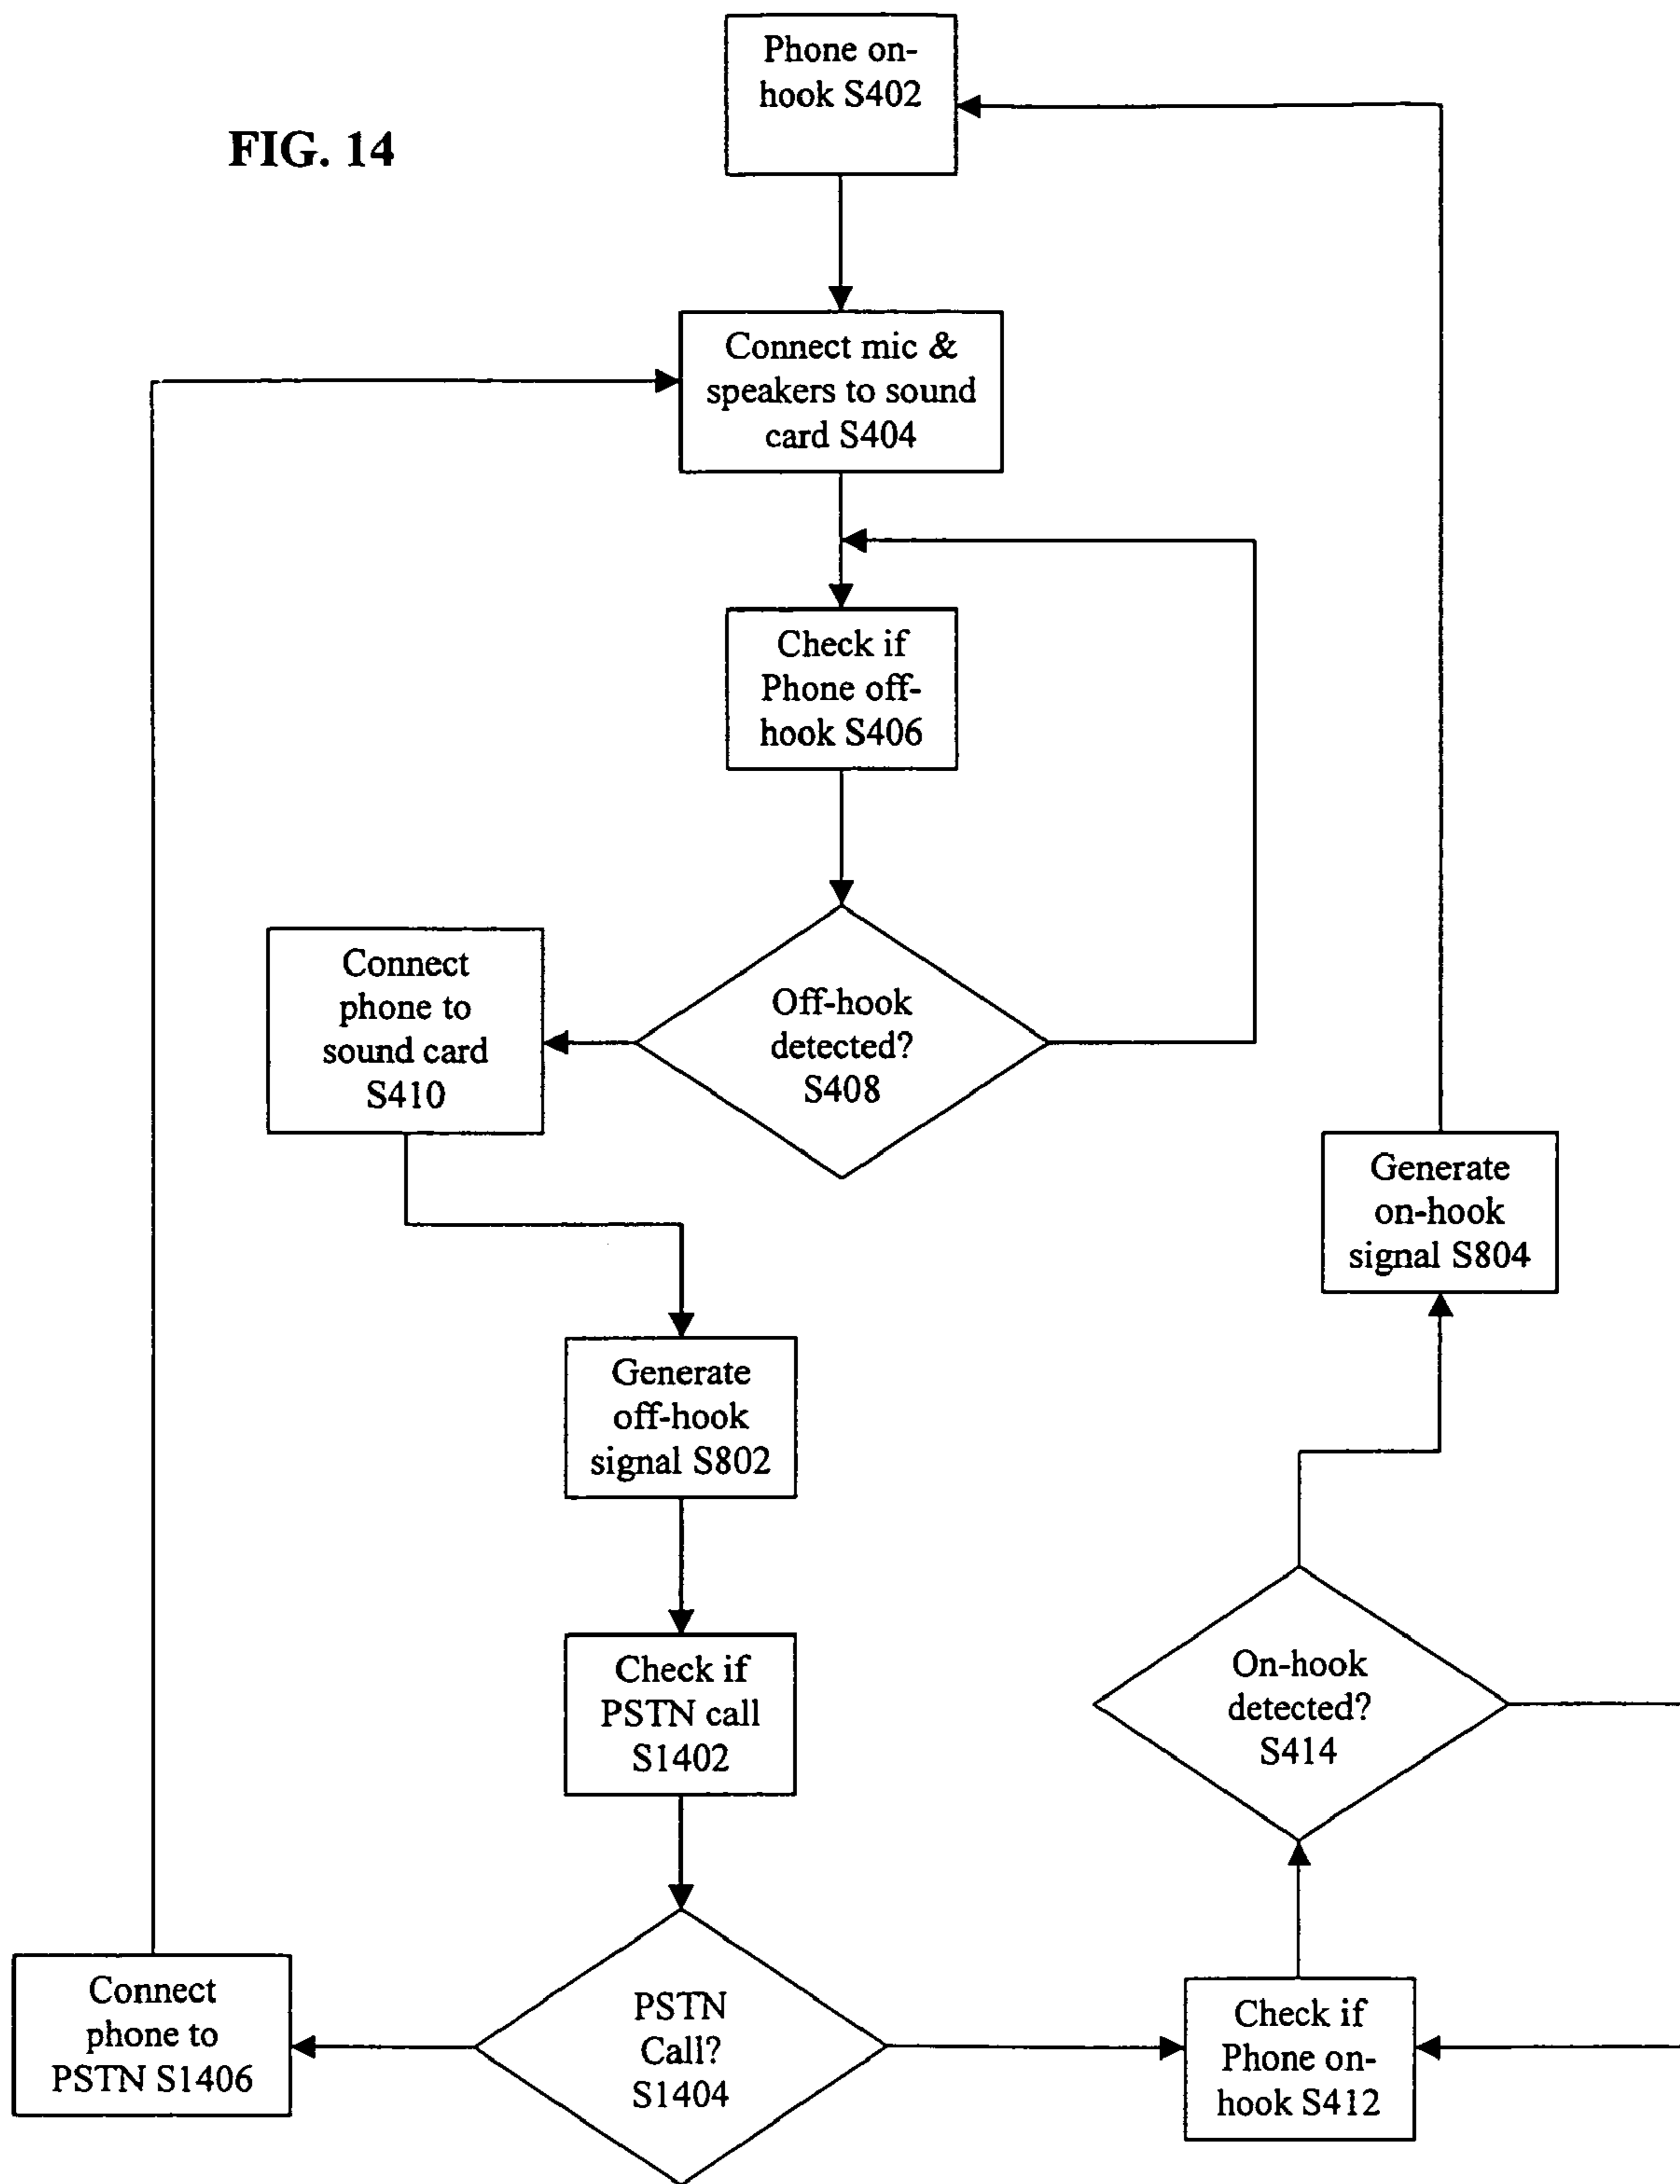 FIG. 14
Phone on-
hook S402
Connect mic &
speakers to sound
card S404
Check if
Phone off-
hook S406
Off-hook
detected?
S408
Connect
phone to
sound card
S410
Generate
on-hook
signal S804
Generate
off-hook
signal S802
Check if
PSTN call
S1402
On-hook
detected?
S414
PSTN
Call?
S1404
Connect
phone to
PSTN S1406
Check if
Phone on-
hook S412